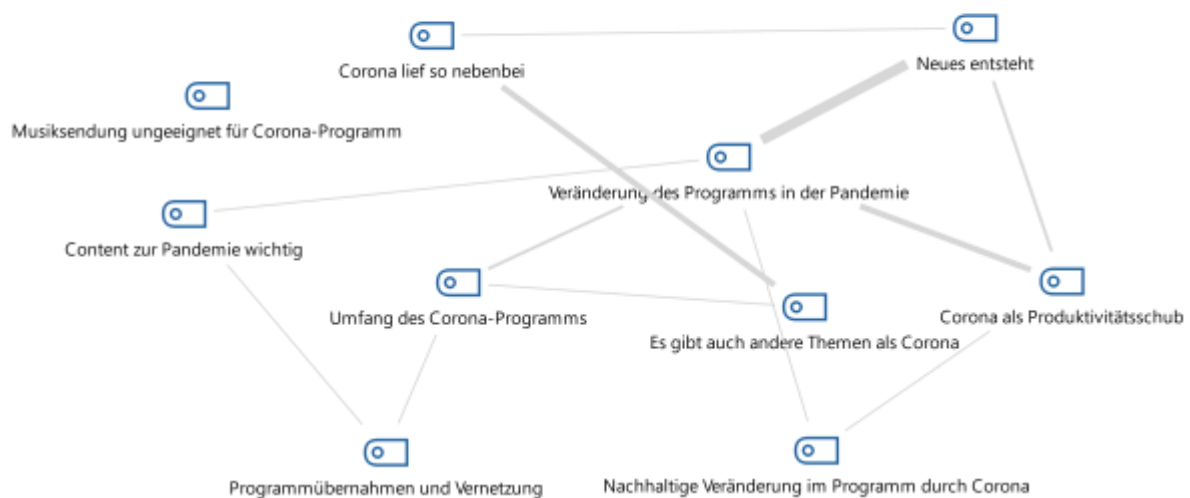 Corona lief so nebenbei
Neues entsteht
Musiksendung ungeeignet für Corona-Programm
Veränderung des Programms in der Pandemie
Content zur Pandemie wichtig
Umfang des Corona-Programms
Corona als Produktivitätsschub
Es gibt auch andere Themen als Corona
Programmübernahmen und Vernetzung
Nachhaltige Veränderung im Programm durch Corona